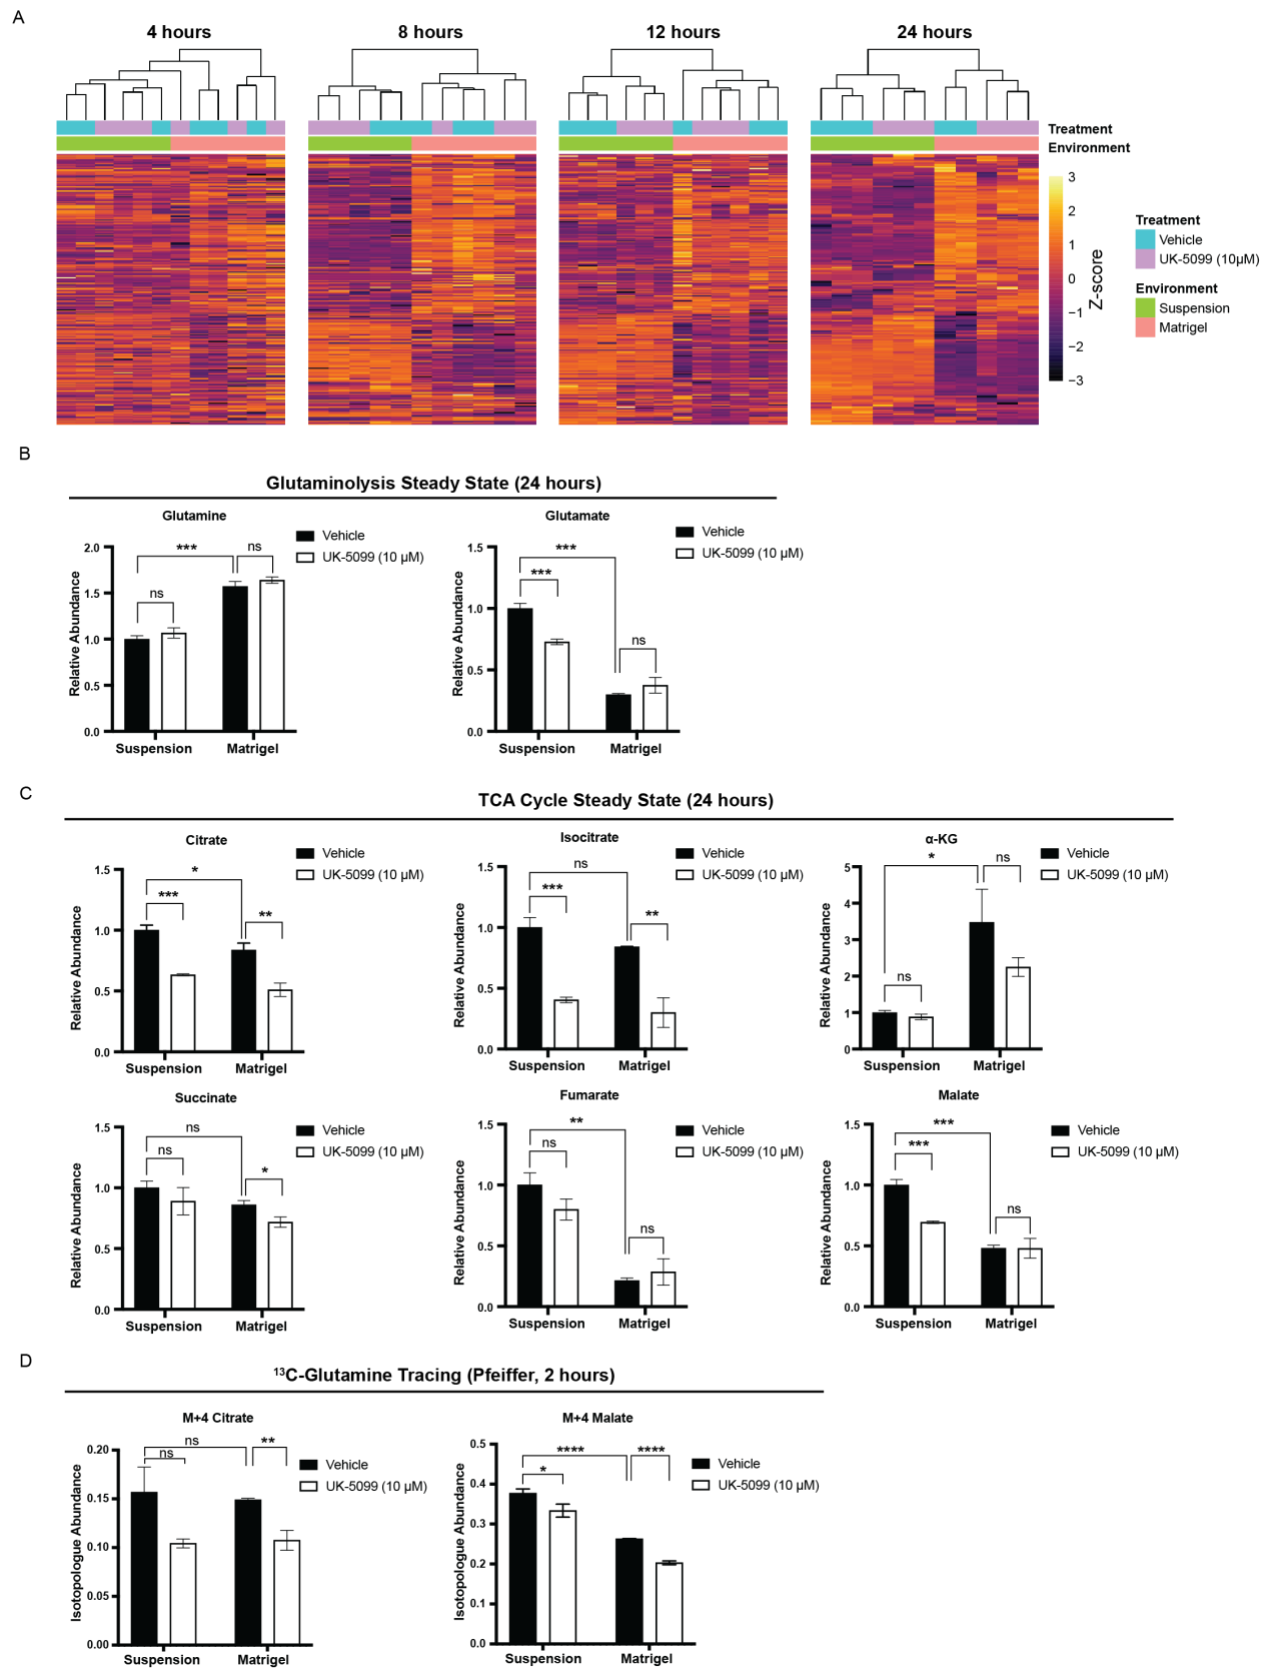 A
4 hours
8 hours
12 hours
24 hours
Treatment
Environment
3
2
1
0
−1
−2
−3
Z-score
Treatment
Vehicle
UK-5099 (10µM)
Environment
Suspension
Matrigel
B
Glutaminolysis Steady State (24 hours)
Glutamine
Vehicle
UK-5099 (10 µM)
Relative Abundance
2.0
1.5
1.0
0.5
0.0
ns
***
ns
Suspension
Matrigel
Glutamate
Vehicle
UK-5099 (10 µM)
Relative Abundance
1.5
1.0
0.5
0.0
***
***
ns
Suspension
Matrigel
C
TCA Cycle Steady State (24 hours)
Citrate
Vehicle
UK-5099 (10 µM)
Relative Abundance
1.5
1.0
0.5
0.0
*
***
**
Suspension
Matrigel
Isocitrate
Vehicle
UK-5099 (10 µM)
Relative Abundance
1.5
1.0
0.5
0.0
ns
***
**
Suspension
Matrigel
α-KG
Vehicle
UK-5099 (10 µM)
Relative Abundance
5
4
3
2
1
0
*
ns
ns
Suspension
Matrigel
Succinate
Vehicle
UK-5099 (10 µM)
Relative Abundance
1.5
1.0
0.5
0.0
ns
ns
*
Suspension
Matrigel
Fumarate
Vehicle
UK-5099 (10 µM)
Relative Abundance
1.5
1.0
0.5
0.0
**
ns
ns
Suspension
Matrigel
Malate
Vehicle
UK-5099 (10 µM)
Relative Abundance
1.5
1.0
0.5
0.0
***
***
ns
Suspension
Matrigel
D
¹³C-Glutamine Tracing (Pfeiffer, 2 hours)
M+4 Citrate
Vehicle
UK-5099 (10 µM)
Isotopologue Abundance
0.20
0.15
0.10
0.05
0.00
ns
ns
**
Suspension
Matrigel
M+4 Malate
Vehicle
UK-5099 (10 µM)
Isotopologue Abundance
0.5
0.4
0.3
0.2
0.1
0.0
****
****
*
Suspension
Matrigel